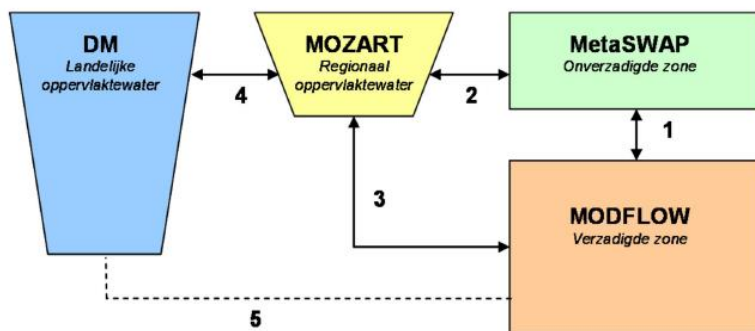 DM
Landelijke
oppervlaktewater
MOZART
Regionaal
oppervlaktewater
MetaSWAP
Onverzadigde zone
4
2
1
3
MODFLOW
Verzadigde zone
5